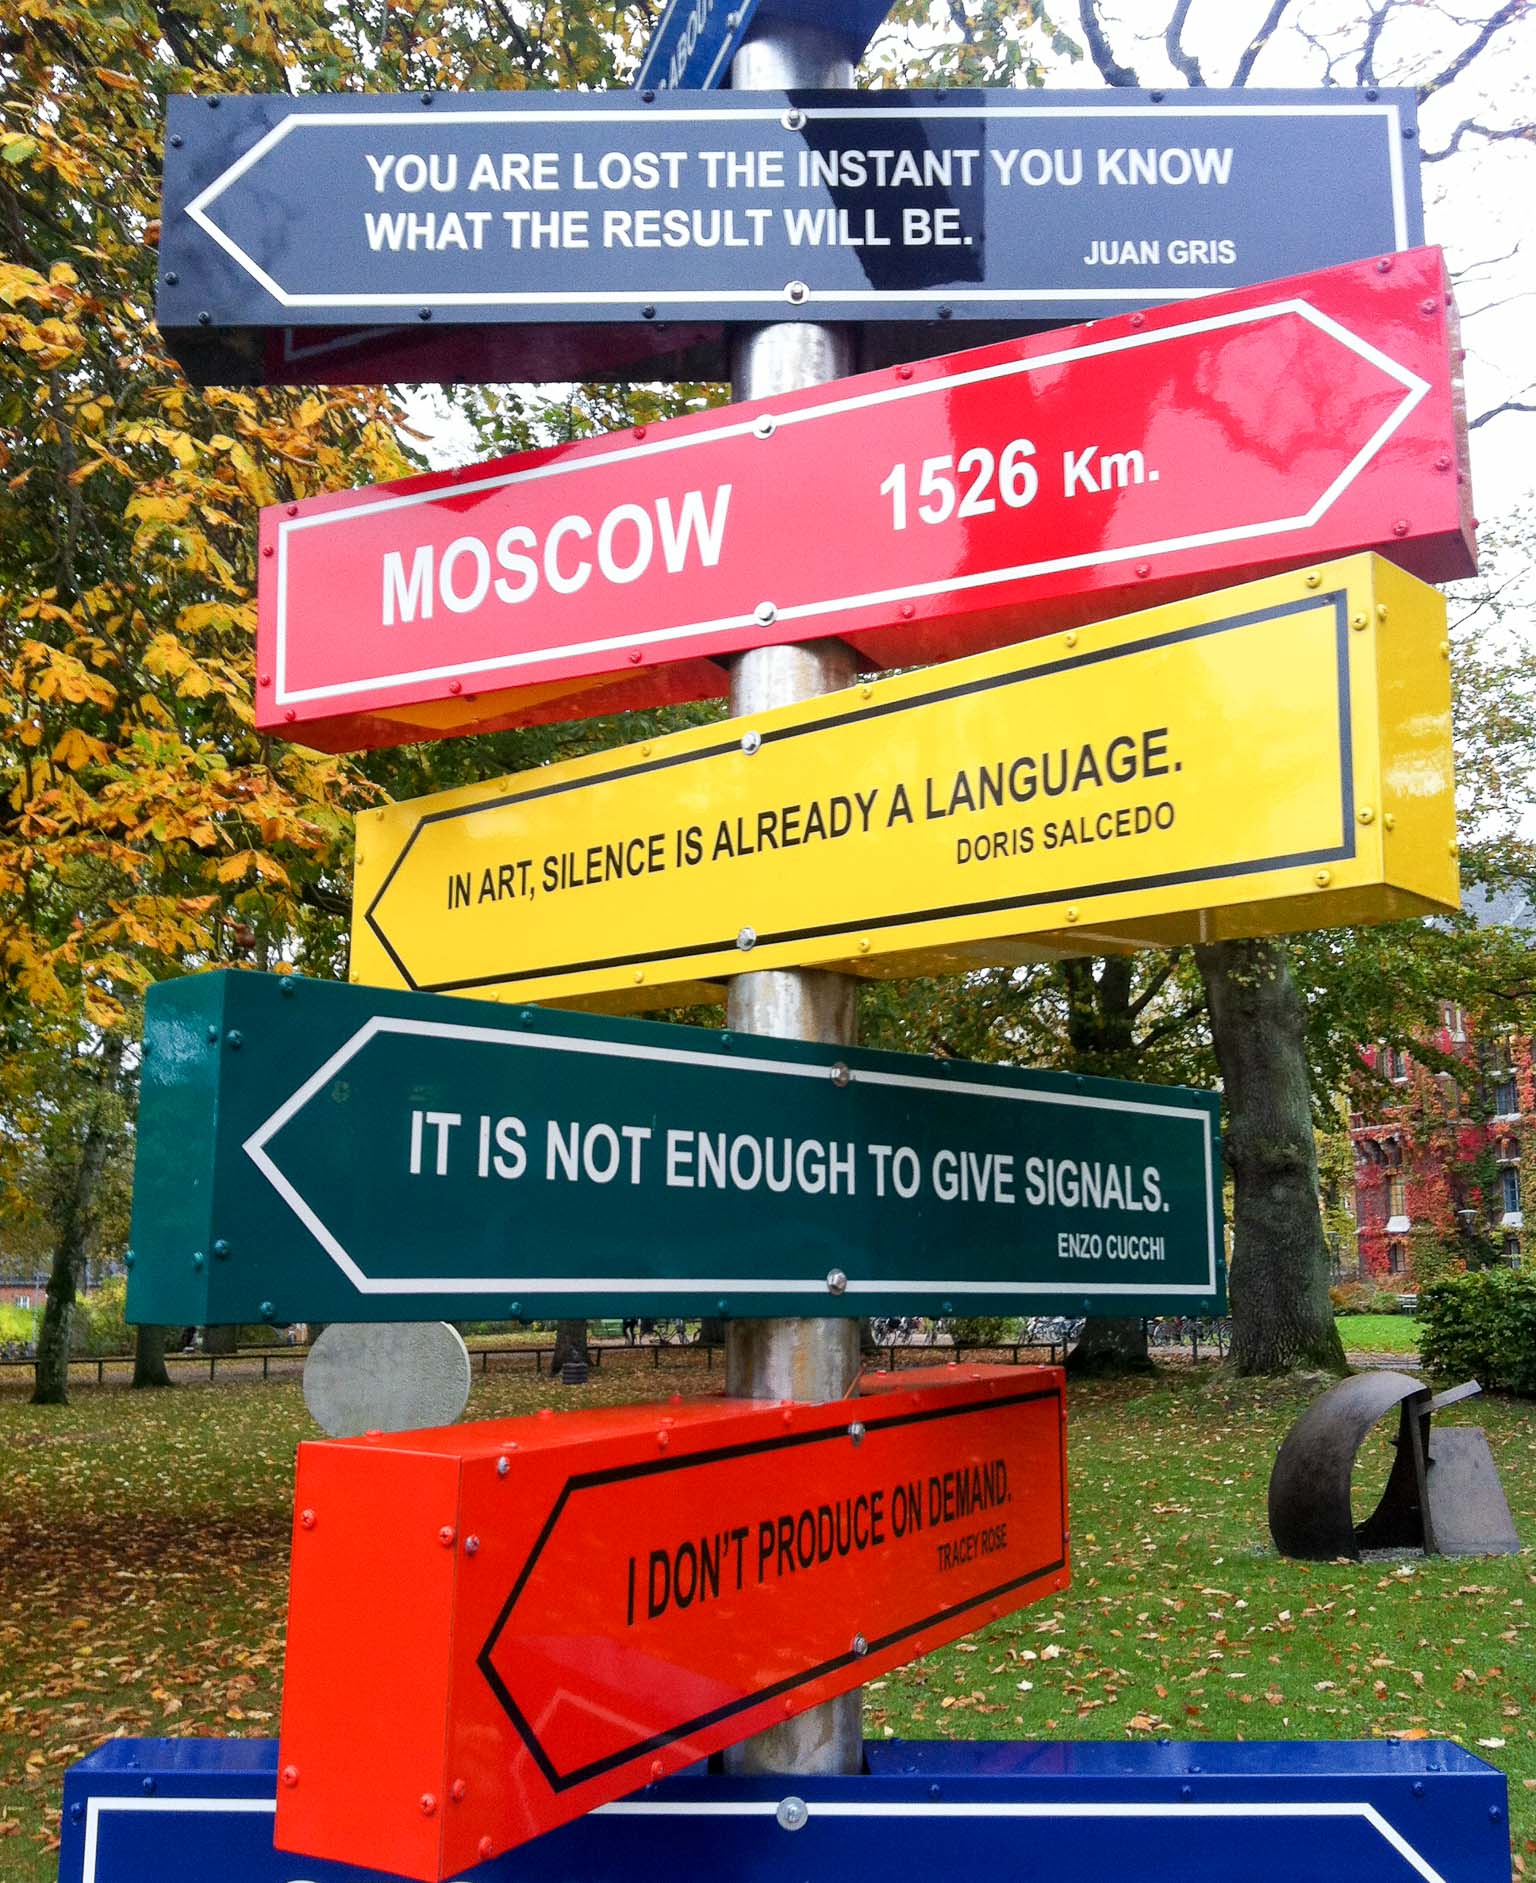 ABOUT
YOU ARE LOST THE INSTANT YOU KNOW
WHAT THE RESULT WILL BE.
JUAN GRIS
MOSCOW 1526 Km.
IN ART, SILENCE IS ALREADY A LANGUAGE.
DORIS SALCEDO
IT IS NOT ENOUGH TO GIVE SIGNALS.
ENZO CUCCHI
I DON'T PRODUCE ON DEMAND.
TRACEY ROSE